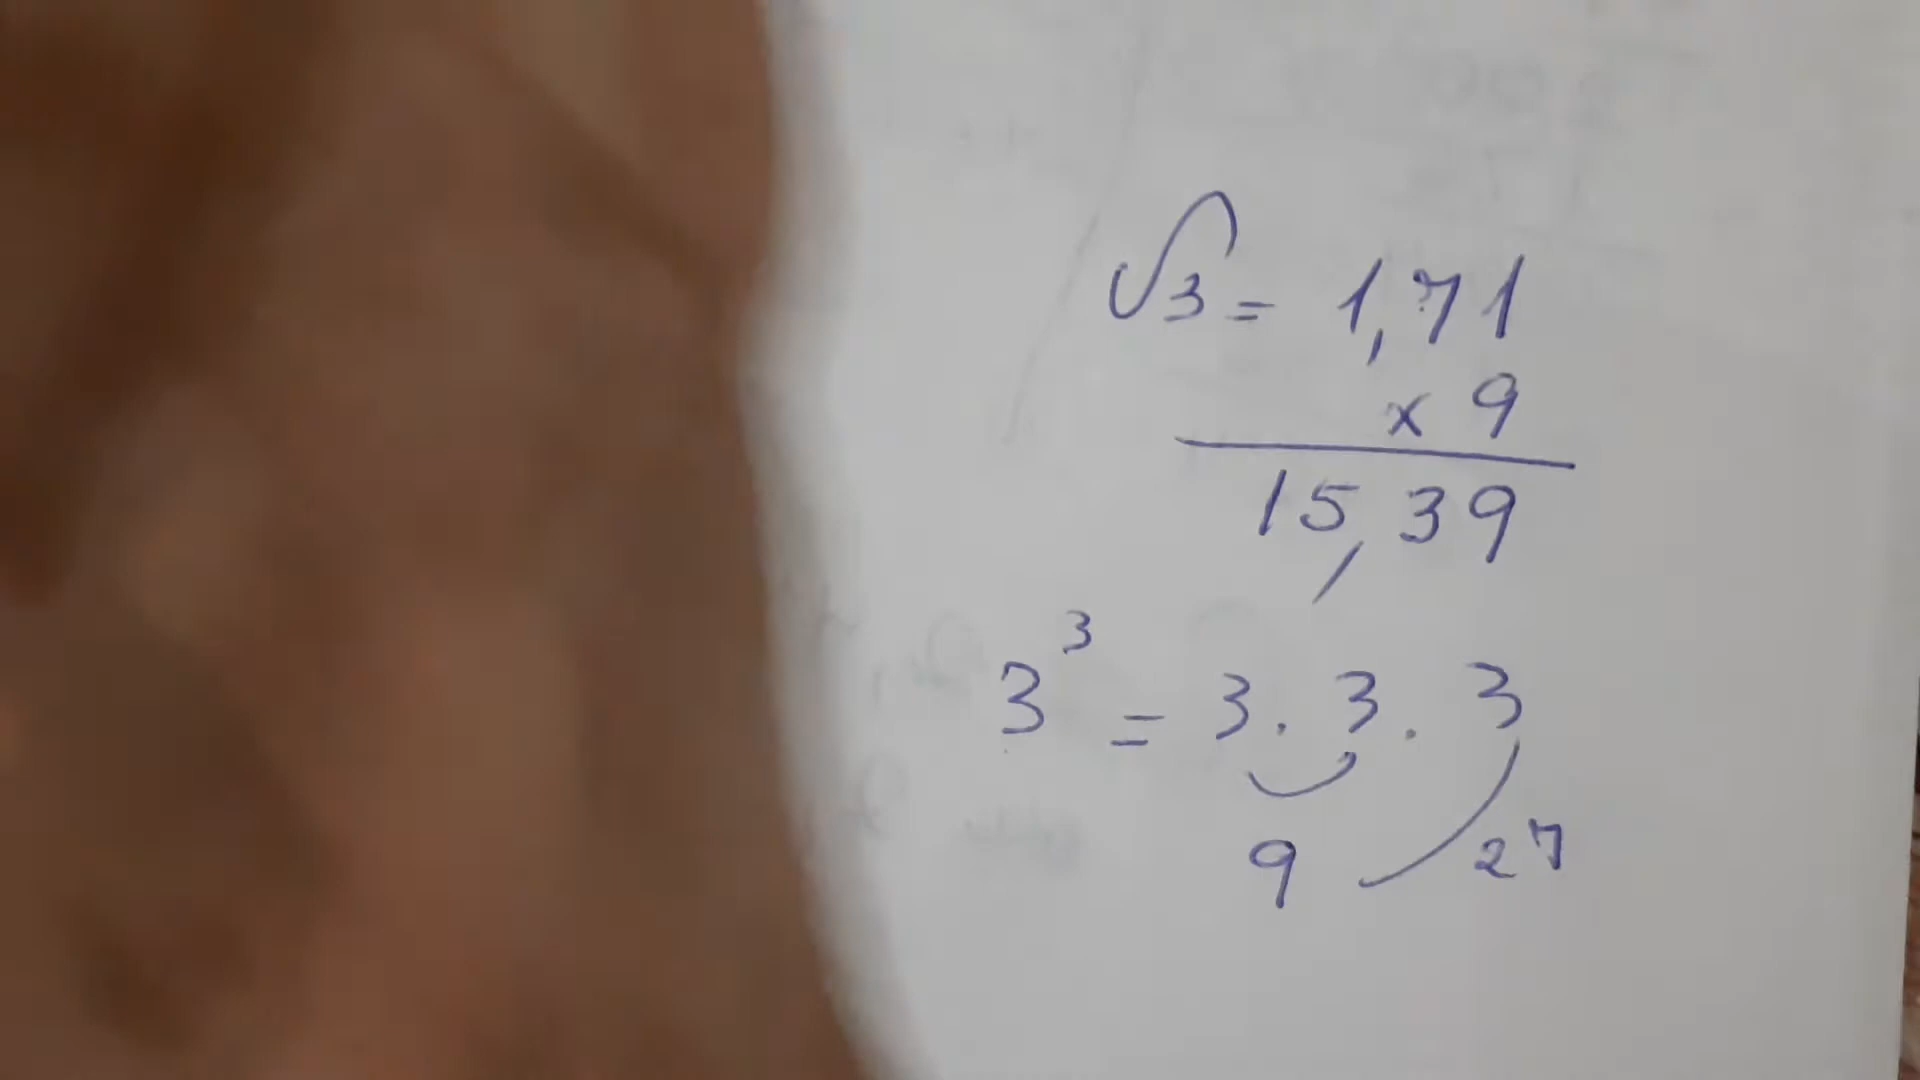 √3 = 1,71
x 9
15,39
3³ = 3 . 3 . 3
9 27